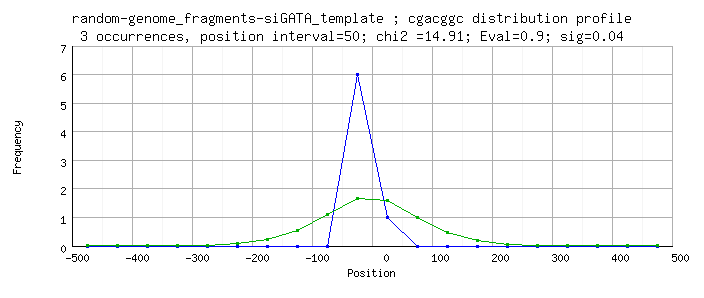 random-genome_fragments-siGATA_template ; cgacggc distribution profile
3 occurrences, position interval=50; chi2 =14.91; Eval=0.9; sig=0.04
7
6
5
4
3
2
1
0
Frequency
-500 -400 -300 -200 -100 0 100 200 300 400 500
Position